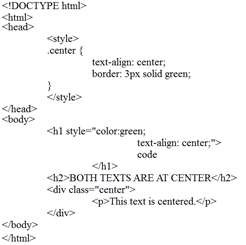 <!DOCTYPE html>
<html>
<head>
<style>
.center {
text-align: center;
border: 3px solid green;
}
</style>
</head>
<body>
<h1 style="color:green;
text-align: center;">
code
</h1>
<h2>BOTH TEXTS ARE AT CENTER</h2>
<div class="center">
<p>This text is centered.</p>
</div>
</body>
</html>